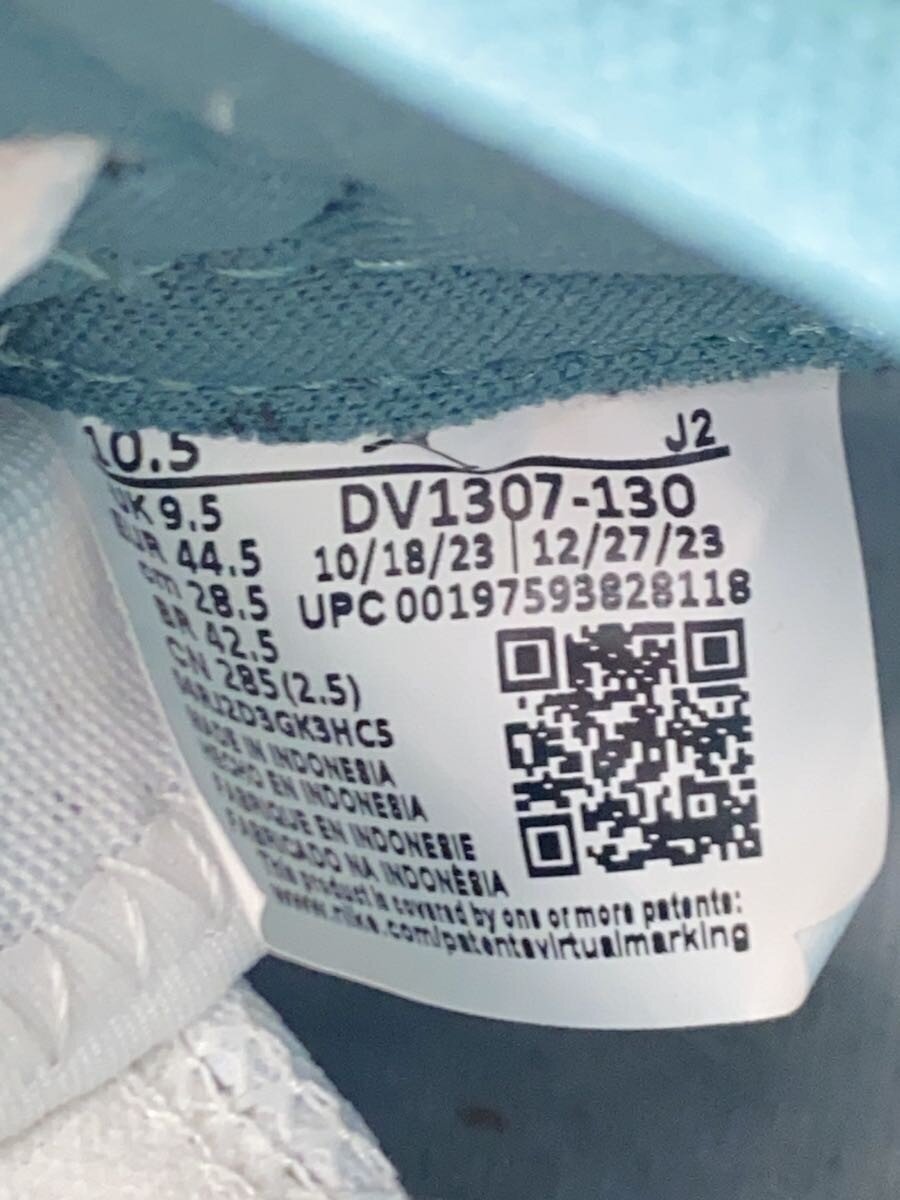 10.5 J2
UK 9.5 DV1307-130
EUR 44.5 10/18/23 | 12/27/23
cm 28.5 UPC 00197593828118
BR 42.5
CN 285(2.5)
MADE IN INDONESIA
HECHO EN INDONESIA
FABRIQUE EN INDONESIE
FABRICADO NA INDONÉSIA
This product is covered by one or more patents:
www.nike.com/patentsvirtualmarking